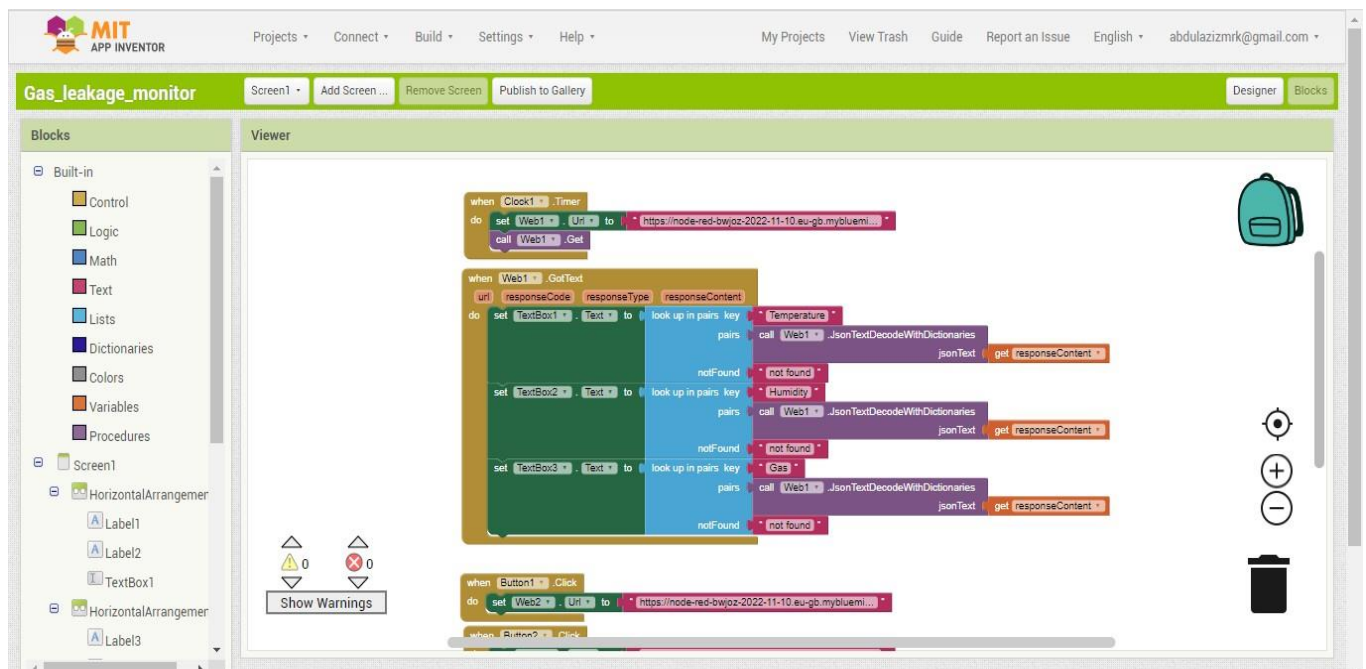 MIT
APP INVENTOR
Projects Connect Build Settings Help My Projects View Trash Guide Report an Issue English abdulazizmrk@gmail.com
Gas_leakage_monitor Screen1 Add Screen ... Remove Screen Publish to Gallery Designer Blocks
Blocks
Viewer
Built-in
Control
Logic
Math
Text
Lists
Dictionaries
Colors
Variables
Procedures
Screen1
HorizontalArrangemer
Label1
Label2
TextBox1
HorizontalArrangemer
Label3
when Clock1 .Timer
do set Web1 . Url to " https://node-red-bwjoz-2022-11-10.eu-gb.mybluemi... "
call Web1 .Get
when Web1 .GotText
url responseCode responseType responseContent
do set TextBox1 . Text to look up in pairs key " Temperature "
pairs call Web1 .JsonTextDecodeWithDictionaries
jsonText get responseContent
notFound " not found "
set TextBox2 . Text to look up in pairs key " Humidity "
pairs call Web1 .JsonTextDecodeWithDictionaries
jsonText get responseContent
notFound " not found "
set TextBox3 . Text to look up in pairs key " Gas "
pairs call Web1 .JsonTextDecodeWithDictionaries
jsonText get responseContent
notFound " not found "
when Button1 .Click
do set Web2 . Url to " https://node-red-bwjoz-2022-11-10.eu-gb.mybluemi... "
when Button2 .Click
0 0
Show Warnings